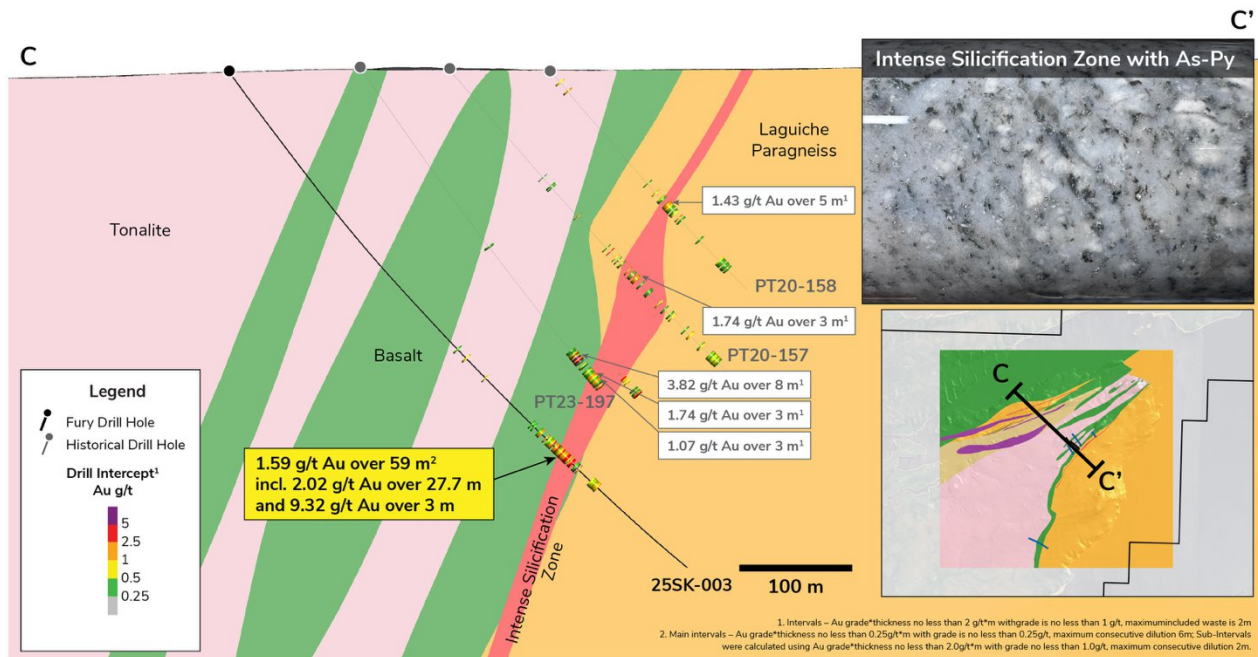 C
C’
Intense Silicification Zone with As-Py
Laguiche
Paragneiss
Tonalite
1.43 g/t Au over 5 m¹
PT20-158
1.74 g/t Au over 3 m¹
PT20-157
Basalt
3.82 g/t Au over 8 m¹
PT23-197
1.74 g/t Au over 3 m¹
1.07 g/t Au over 3 m¹
1.59 g/t Au over 59 m²
incl. 2.02 g/t Au over 27.7 m
and 9.32 g/t Au over 3 m
Intense Silicification
Zone
25SK-003
100 m
Legend
Fury Drill Hole
Historical Drill Hole
Drill Intercept¹
Au g/t
5
2.5
1
0.5
0.25
C
C’
1. Intervals – Au grade*thickness no less than 2 g/t*m withgrade is no less than 1 g/t, maximumincluded waste is 2m
2. Main intervals – Au grade*thickness no less than 0.25g/t*m with grade is no less than 0.25g/t, maximum consecutive dilution 6m; Sub-Intervals
were calculated using Au grade*thickness no less than 2.0g/t*m with grade no less than 1.0g/t, maximum consecutive dilution 2m.